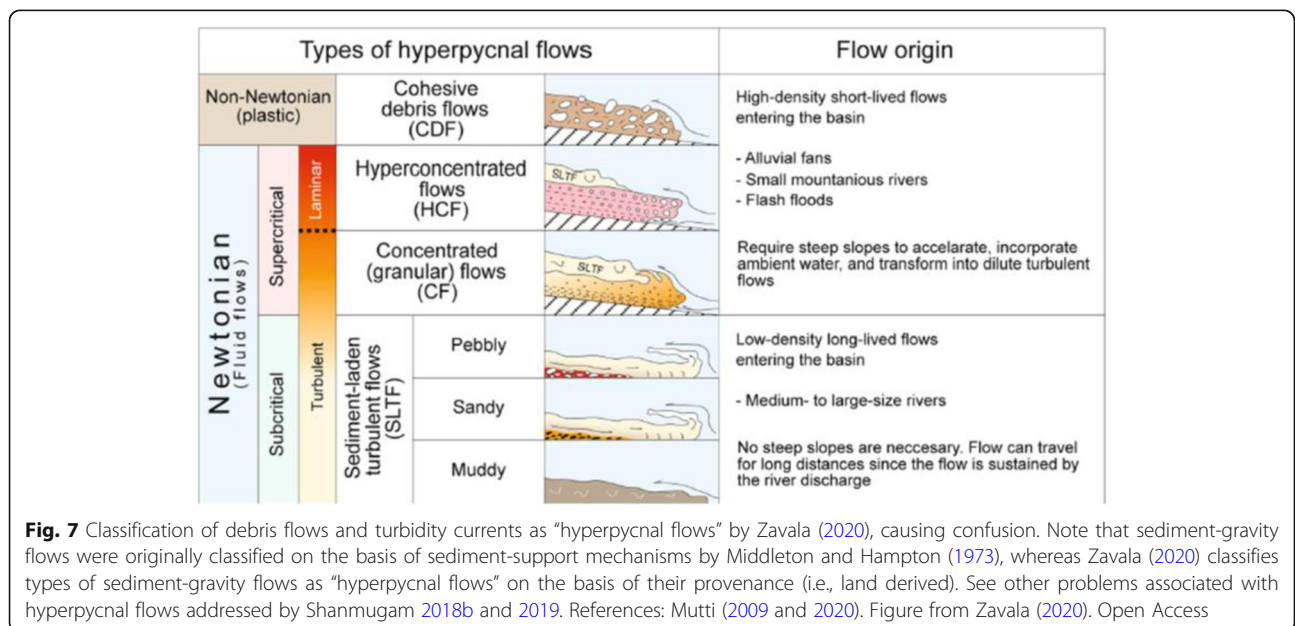 Types of hyperpycnal flows
Flow origin
Non-Newtonian
(plastic)
Cohesive
debris flows
(CDF)
High-density short-lived flows
entering the basin
Newtonian
(Fluid flows)
Supercritical
Laminar
Hyperconcentrated
flows
(HCF)
SLTF
- Alluvial fans
- Small mountanious rivers
- Flash floods
Concentrated
(granular) flows
(CF)
SLTF
Require steep slopes to accelarate, incorporate
ambient water, and transform into dilute turbulent
flows
Subcritical
Turbulent
Sediment-laden
turbulent flows
(SLTF)
Pebbly
Low-density long-lived flows
entering the basin
Sandy
- Medium- to large-size rivers
Muddy
No steep slopes are neccesary. Flow can travel
for long distances since the flow is sustained by
the river discharge
Fig. 7 Classification of debris flows and turbidity currents as “hyperpycnal flows” by Zavala (2020), causing confusion. Note that sediment-gravity
flows were originally classified on the basis of sediment-support mechanisms by Middleton and Hampton (1973), whereas Zavala (2020) classifies
types of sediment-gravity flows as “hyperpycnal flows” on the basis of their provenance (i.e., land derived). See other problems associated with
hyperpycnal flows addressed by Shanmugam 2018b and 2019. References: Mutti (2009 and 2020). Figure from Zavala (2020). Open Access